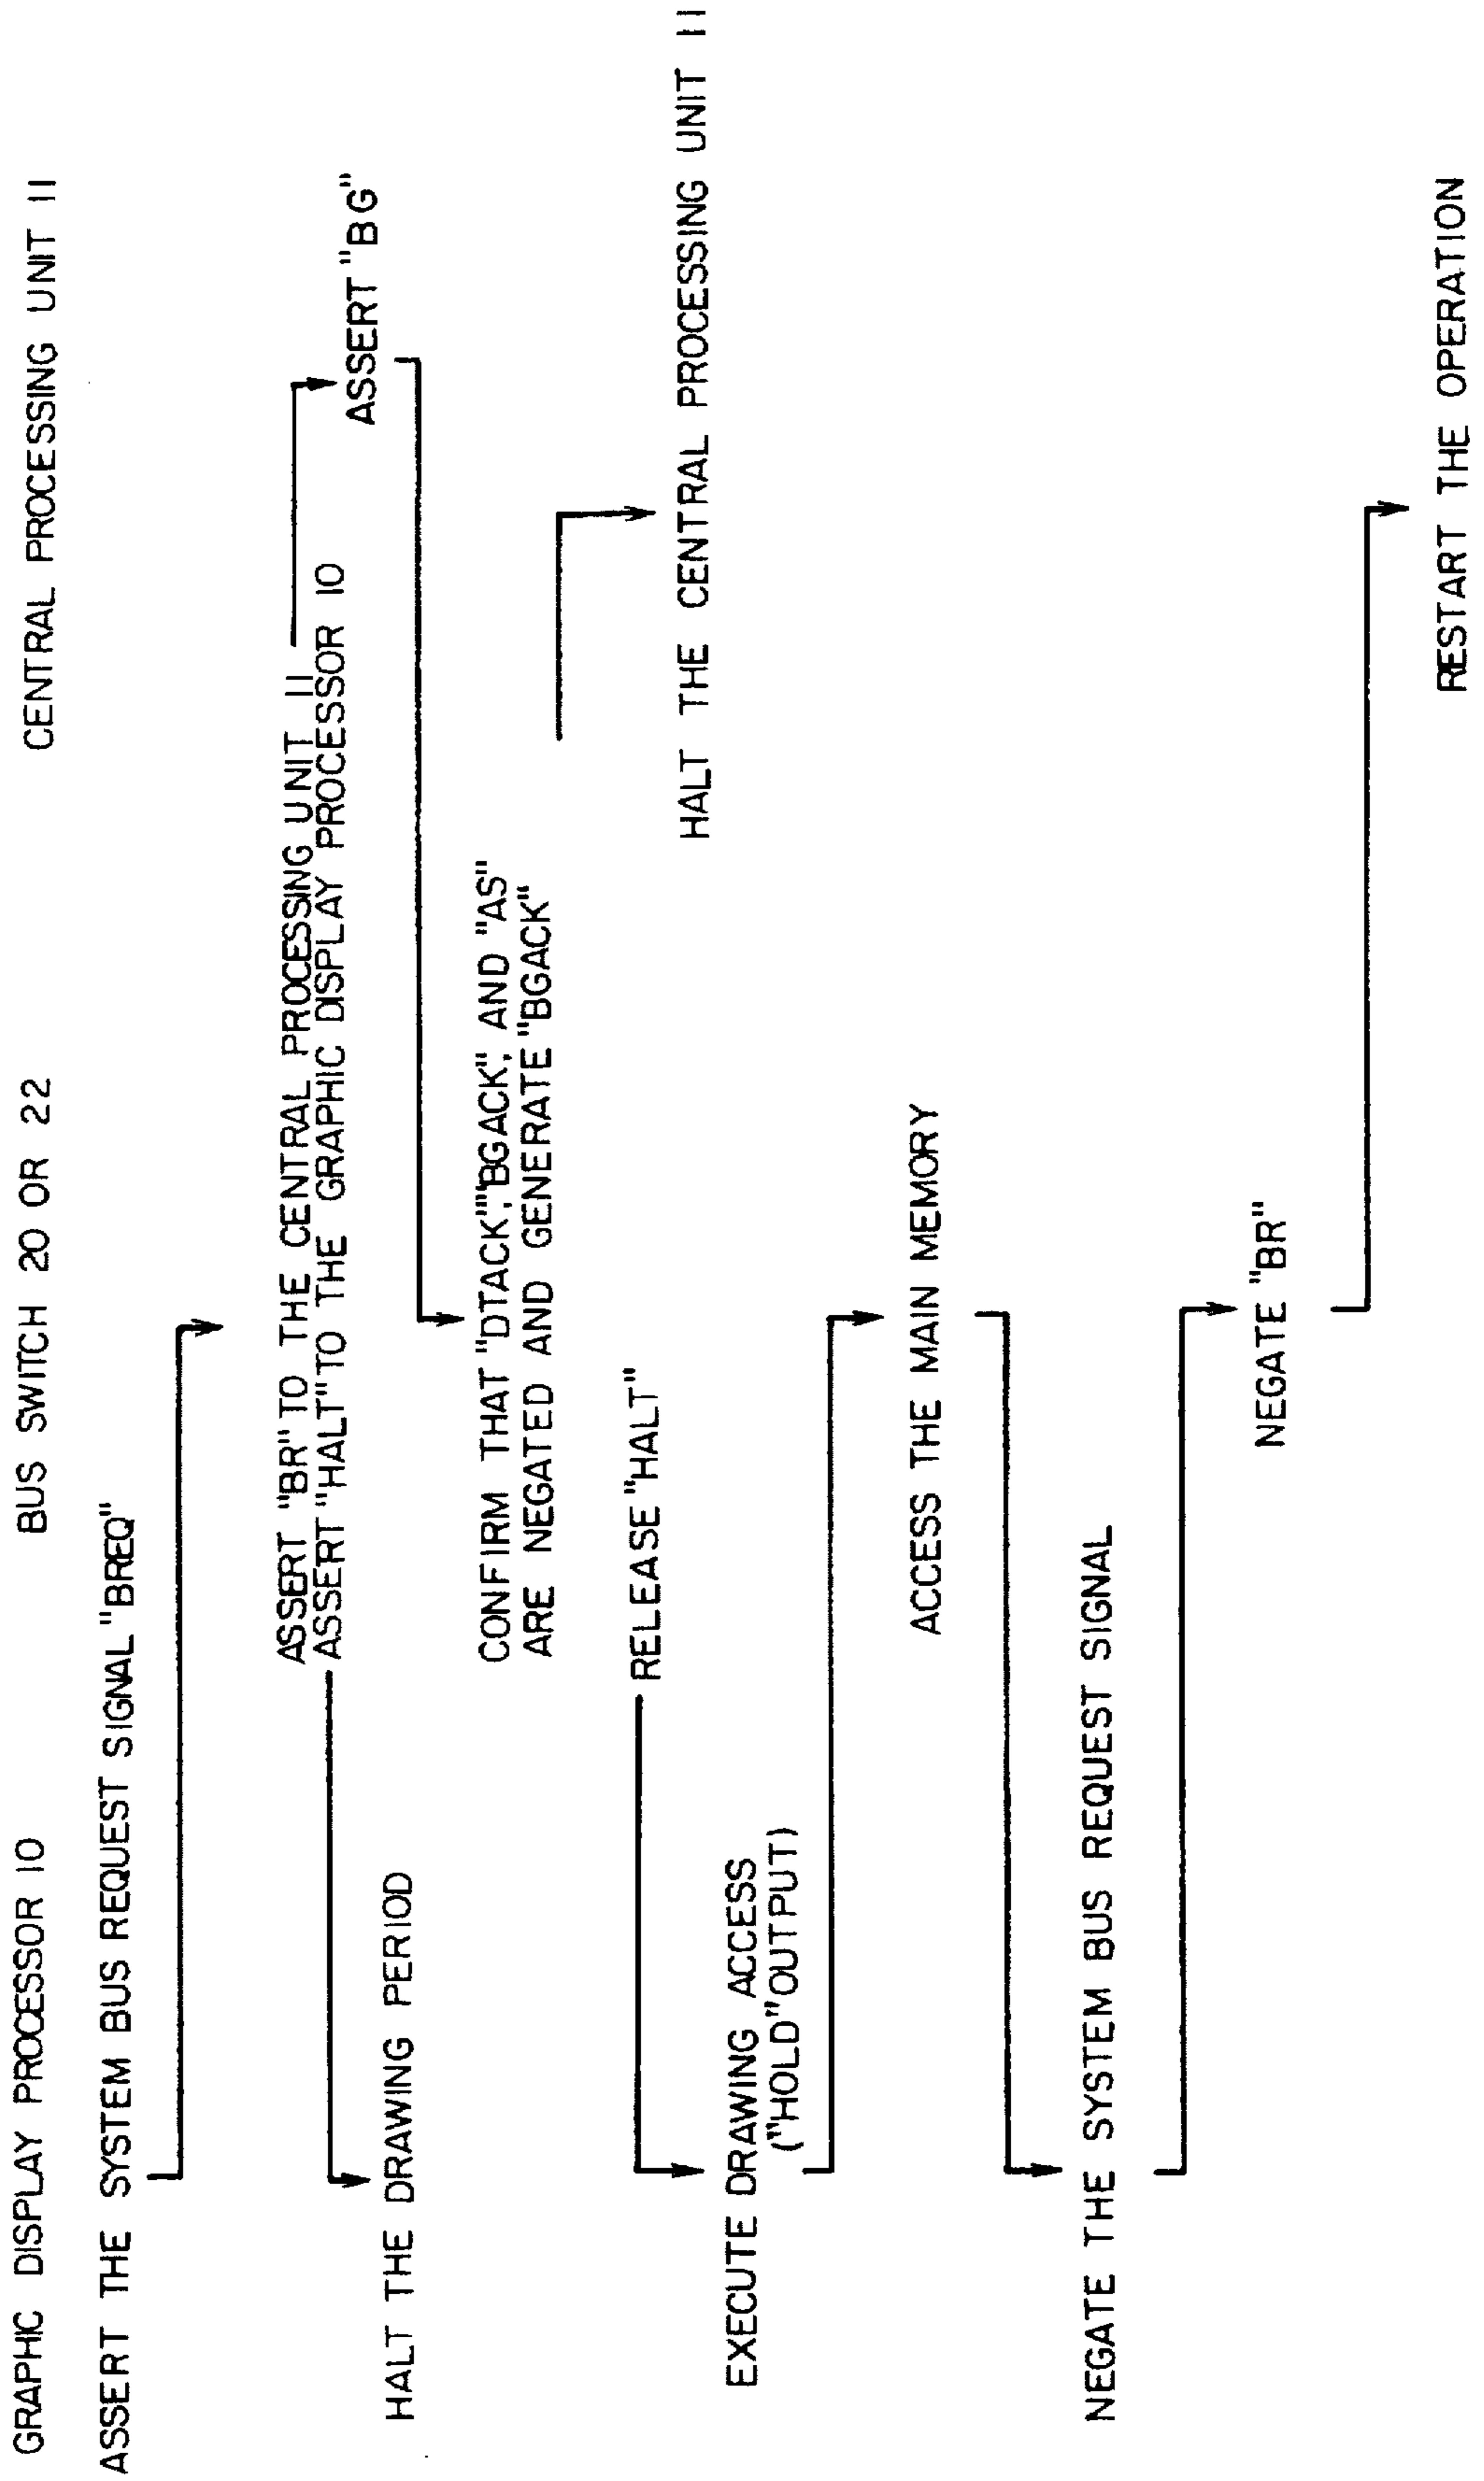 GRAPHIC DISPLAY PROCESSOR 10
BUS SWITCH 20 OR 22
CENTRAL PROCESSING UNIT 11
ASSERT THE SYSTEM BUS REQUEST SIGNAL "BREQ"
ASSERT "BR" TO THE CENTRAL PROCESSING UNIT 11
ASSERT "HALT" TO THE GRAPHIC DISPLAY PROCESSOR 10
ASSERT "BG"
HALT THE DRAWING PERIOD
CONFIRM THAT "DTACK", "BGACK", AND "AS"
ARE NEGATED AND GENERATE "BGACK"
RELEASE "HALT"
HALT THE CENTRAL PROCESSING UNIT 11
EXECUTE DRAWING ACCESS
("HOLD" OUTPUT)
ACCESS THE MAIN MEMORY
NEGATE THE SYSTEM BUS REQUEST SIGNAL
NEGATE "BR"
RESTART THE OPERATION